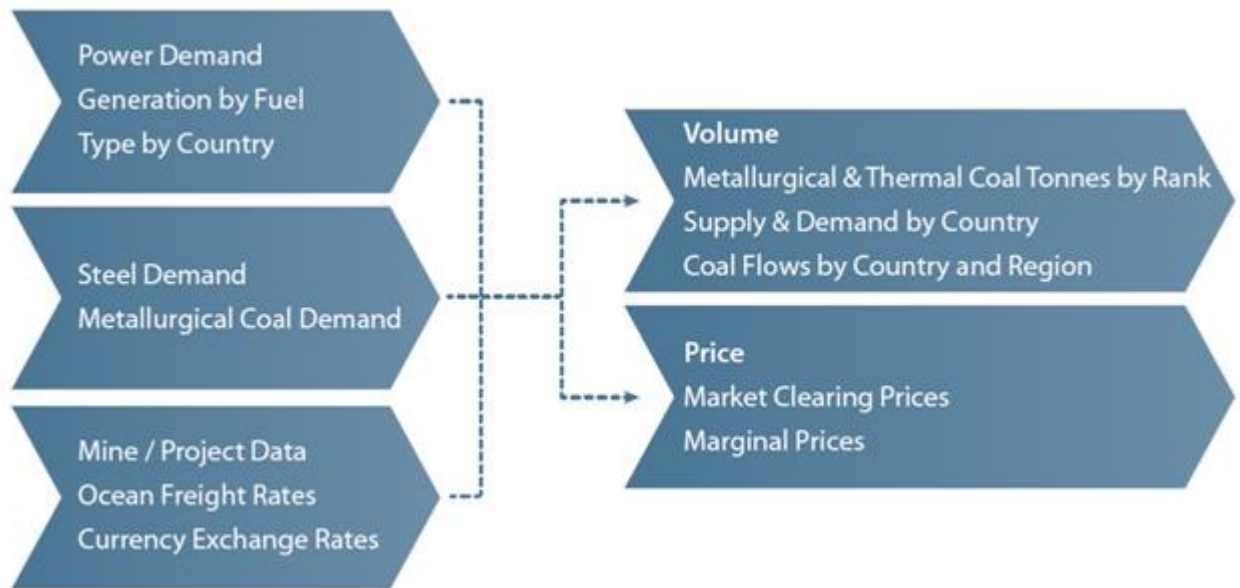 Power Demand
Generation by Fuel
Type by Country
Steel Demand
Metallurgical Coal Demand
Mine / Project Data
Ocean Freight Rates
Currency Exchange Rates
Volume
Metallurgical & Thermal Coal Tonnes by Rank
Supply & Demand by Country
Coal Flows by Country and Region
Price
Market Clearing Prices
Marginal Prices